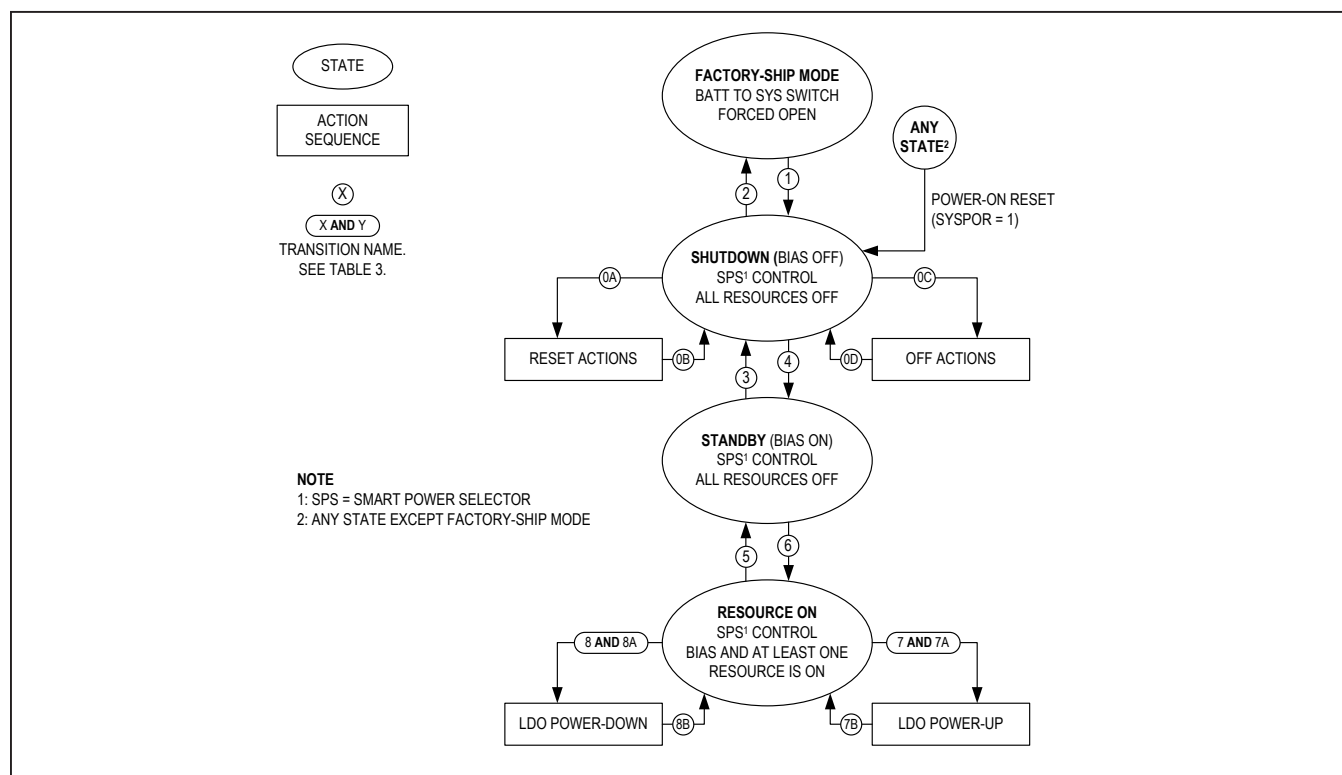 STATE
ACTION
SEQUENCE
X
X AND Y
TRANSITION NAME.
SEE TABLE 3.
FACTORY-SHIP MODE
BATT TO SYS SWITCH
FORCED OPEN
ANY
STATE²
POWER-ON RESET
(SYSPOR = 1)
2
1
SHUTDOWN (BIAS OFF)
SPS¹ CONTROL
ALL RESOURCES OFF
0A
0C
RESET ACTIONS
0B
0D
OFF ACTIONS
3
4
STANDBY (BIAS ON)
SPS¹ CONTROL
ALL RESOURCES OFF
NOTE
1: SPS = SMART POWER SELECTOR
2: ANY STATE EXCEPT FACTORY-SHIP MODE
5
6
RESOURCE ON
SPS¹ CONTROL
BIAS AND AT LEAST ONE
RESOURCE IS ON
8 AND 8A
7 AND 7A
LDO POWER-DOWN
8B
7B
LDO POWER-UP